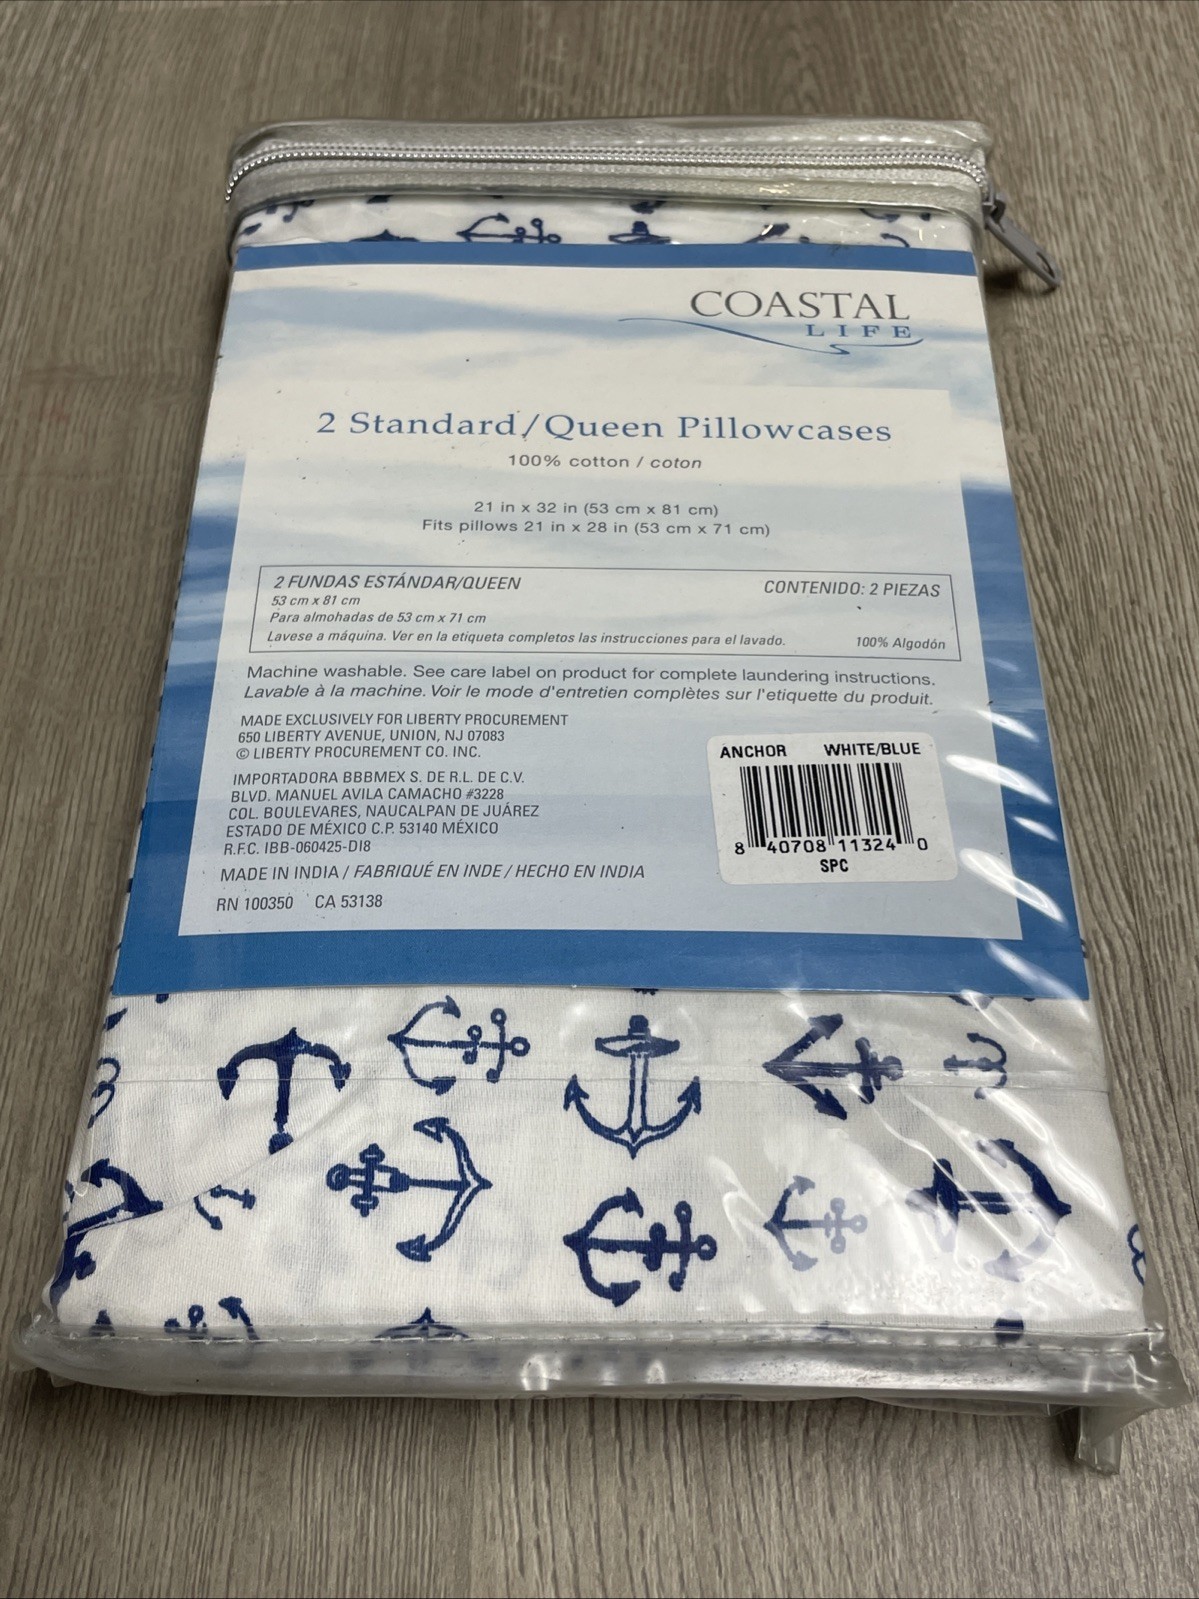 COASTAL
LIFE
2 Standard/Queen Pillowcases
100% cotton / coton
21 in x 32 in (53 cm x 81 cm)
Fits pillows 21 in x 28 in (53 cm x 71 cm)
2 FUNDAS ESTÁNDAR/QUEEN CONTENIDO: 2 PIEZAS
53 cm x 81 cm
Para almohadas de 53 cm x 71 cm
Lavese a máquina. Ver en la etiqueta completos las instrucciones para el lavado. 100% Algodón
Machine washable. See care label on product for complete laundering instructions.
Lavable à la machine. Voir le mode d'entretien complètes sur l'etiquette du produit.
MADE EXCLUSIVELY FOR LIBERTY PROCUREMENT
650 LIBERTY AVENUE, UNION, NJ 07083
© LIBERTY PROCUREMENT CO. INC.
IMPORTADORA BBBMEX S. DE R.L. DE C.V.
BLVD. MANUEL AVILA CAMACHO #3228
COL. BOULEVARES, NAUCALPAN DE JUÁREZ
ESTADO DE MÉXICO C.P. 53140 MÉXICO
R.F.C. IBB-060425-DI8
MADE IN INDIA / FABRIQUÉ EN INDE / HECHO EN INDIA
RN 100350 CA 53138
ANCHOR WHITE/BLUE
8 40708 11324 0
SPC